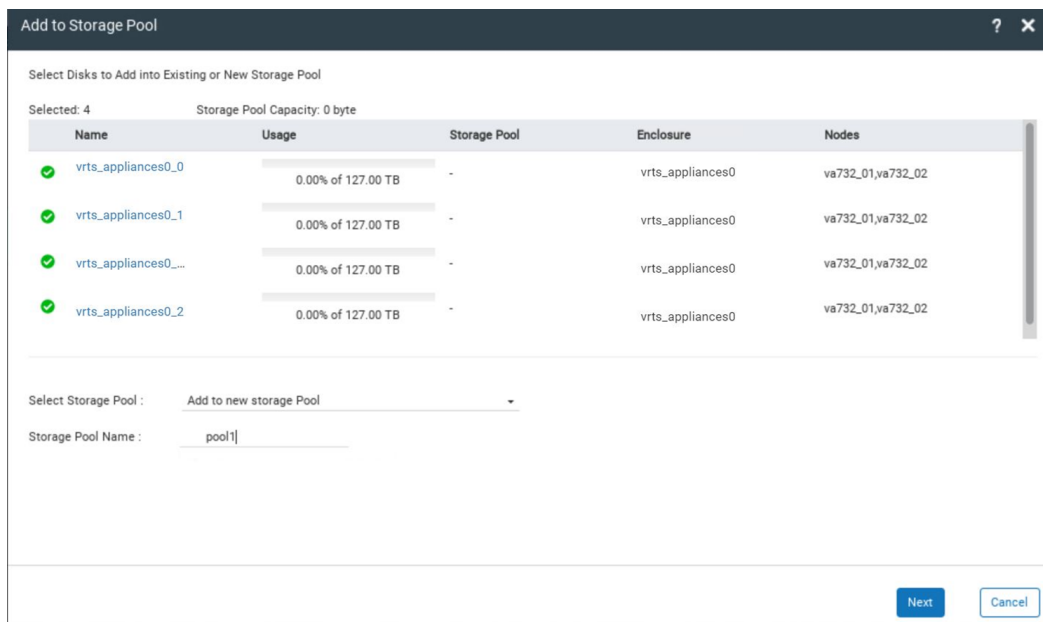 Add to Storage Pool ? ×
Select Disks to Add into Existing or New Storage Pool
Selected: 4 Storage Pool Capacity: 0 byte
Name Usage Storage Pool Enclosure Nodes
vrts_appliances0_0 0.00% of 127.00 TB - vrts_appliances0 va732_01,va732_02
vrts_appliances0_1 0.00% of 127.00 TB - vrts_appliances0 va732_01,va732_02
vrts_appliances0_... 0.00% of 127.00 TB - vrts_appliances0 va732_01,va732_02
vrts_appliances0_2 0.00% of 127.00 TB - vrts_appliances0 va732_01,va732_02
Select Storage Pool : Add to new storage Pool
Storage Pool Name : pool1
Next Cancel